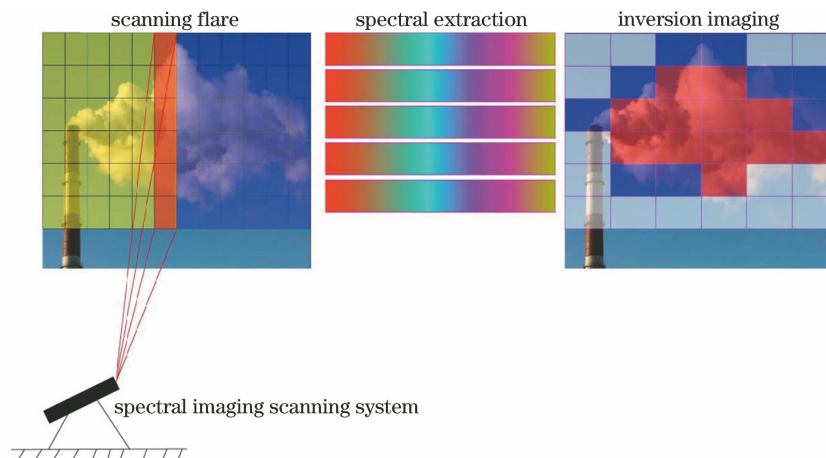 scanning flare
spectral extraction
inversion imaging
spectral imaging scanning system